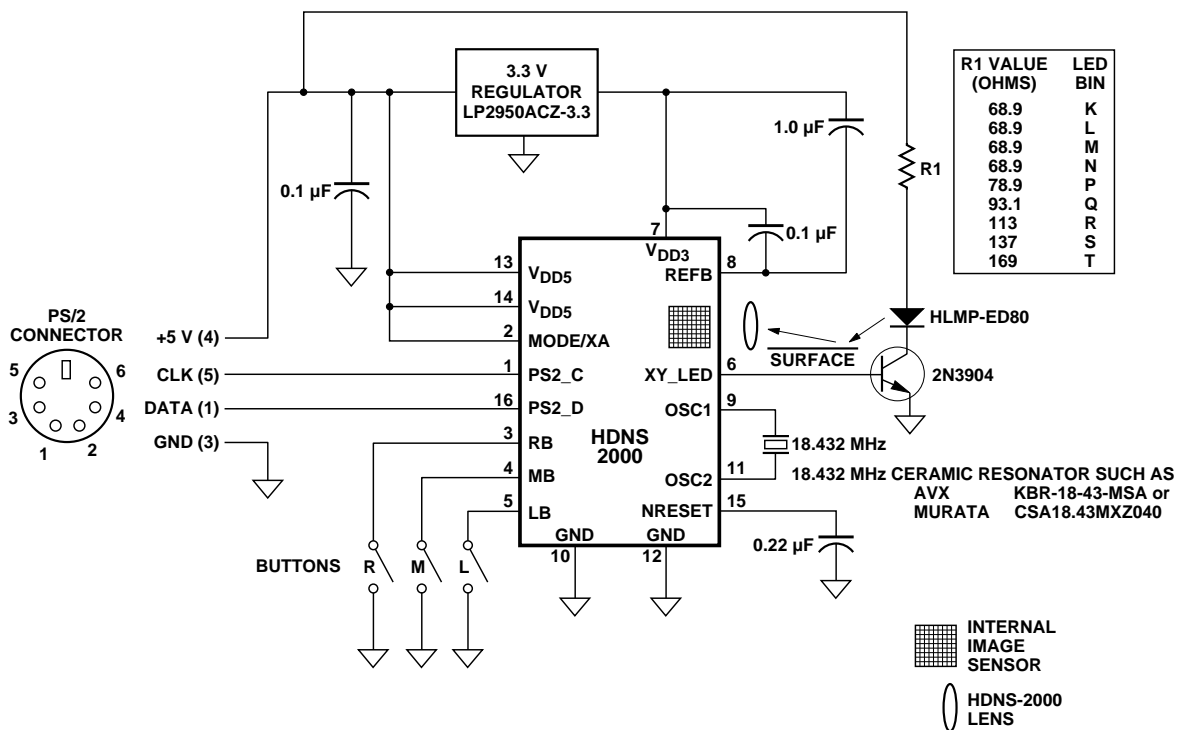 3.3 V
REGULATOR
LP2950ACZ-3.3
R1 VALUE
(OHMS)
LED
BIN
68.9 K
68.9 L
68.9 M
68.9 N
78.9 P
93.1 Q
113 R
137 S
169 T
1.0 µF
R1
0.1 µF
0.1 µF
7
VDD3
13
VDD5
REFB
8
14
VDD5
2
MODE/XA
HLMP-ED80
SURFACE
PS/2
CONNECTOR
5
6
3
4
1
2
+5 V (4)
CLK (5)
DATA (1)
GND (3)
1
PS2_C
XY_LED
6
2N3904
16
PS2_D
OSC1
9
3
RB
HDNS
2000
18.432 MHz
4
MB
OSC2
11
18.432 MHz CERAMIC RESONATOR SUCH AS
AVX KBR-18-43-MSA or
MURATA CSA18.43MXZ040
5
LB
NRESET
15
GND
10
GND
12
0.22 µF
BUTTONS
R
M
L
INTERNAL
IMAGE
SENSOR
HDNS-2000
LENS